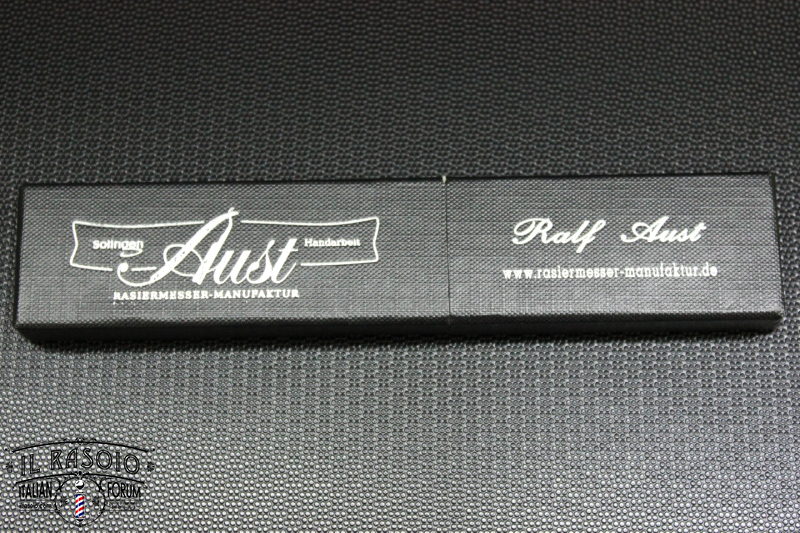 Solingen Aust Handarbeit
RASIERMESSER-MANUFAKTUR
Ralf Aust
www.rasiermesser-manufaktur.de
IL RASOIO
ITALIAN FORUM